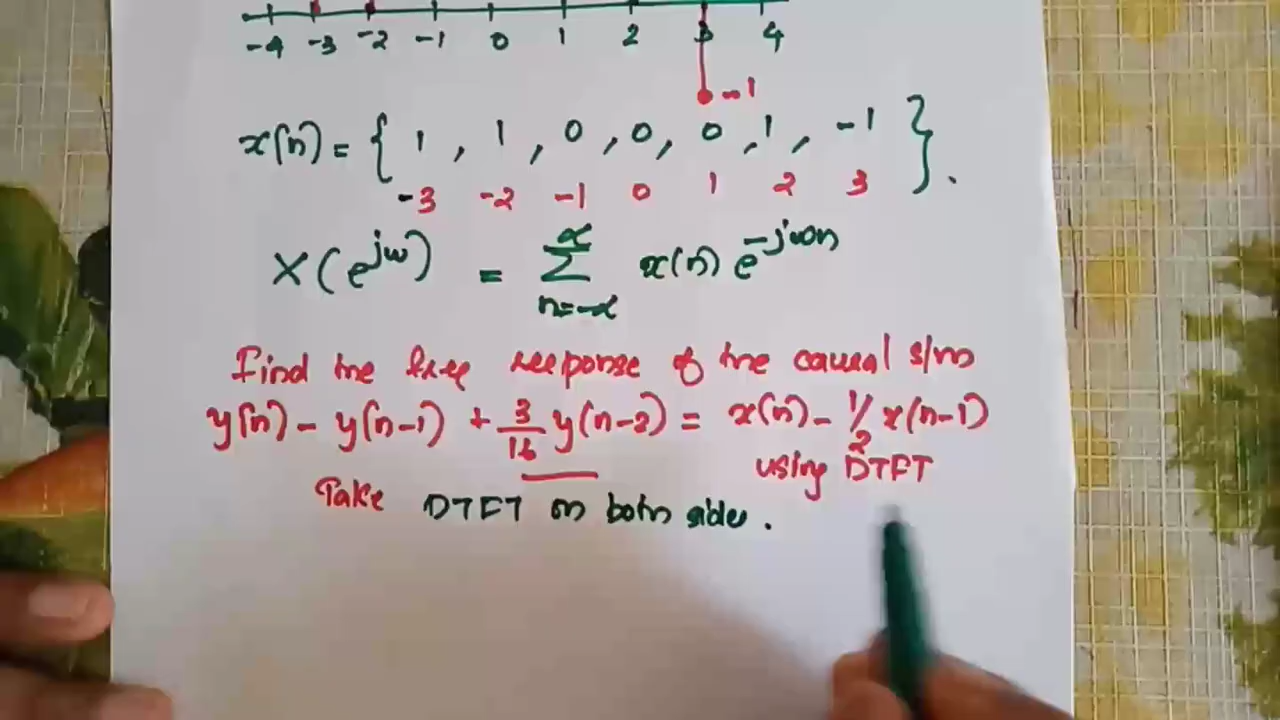 -4 -3 -2 -1 0 1 2 3 4
-1
x(n) = { 1 , 1 , 0 , 0 , 0 , 1 , -1 } .
-3 -2 -1 0 1 2 3
X(e^jω) = ∑ x(n) e^-jωn
∝
n=-∝
Find the freq response of the causal s/m
y(n) - y(n-1) + 3/16 y(n-2) = x(n) - 1/2 x(n-1)
using DTFT
Take DTFT on both sides .